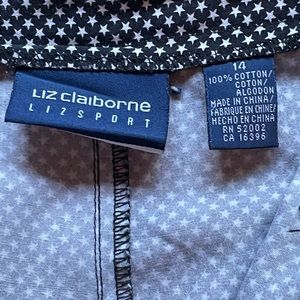 LIZ claiborne
LIZSPORT
14
100% COTTON/
COTON/
ALGODON
MADE IN CHINA/
FABRIQUE EN CHINE/
HECHO EN CHINA
RN 52002
CA 16396